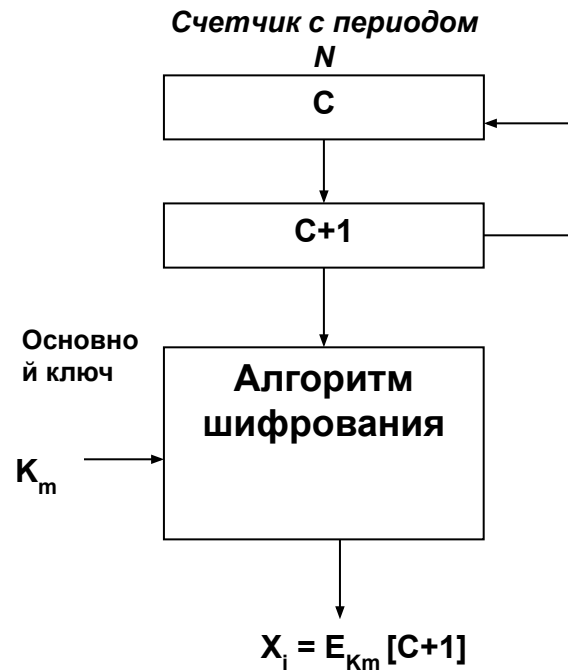 Счетчик с периодом
N
C
C+1
Основно
й ключ
Алгоритм
шифрования
Km
Xi = EKm [C+1]